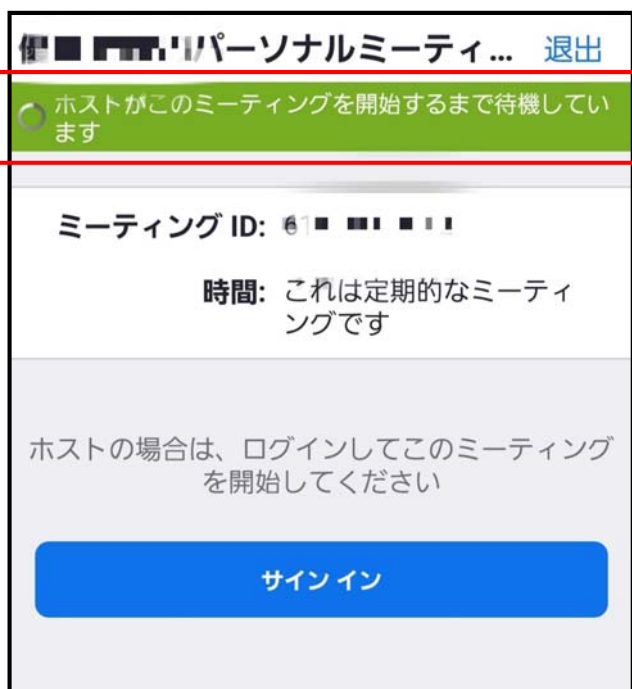 パーソナルミーティ... 退出
ホストがこのミーティングを開始するまで待機してい
ます
ミーティング ID:
時間: これは定期的なミーティ
ングです
ホストの場合は、ログインしてこのミーティング
を開始してください
サイン イン